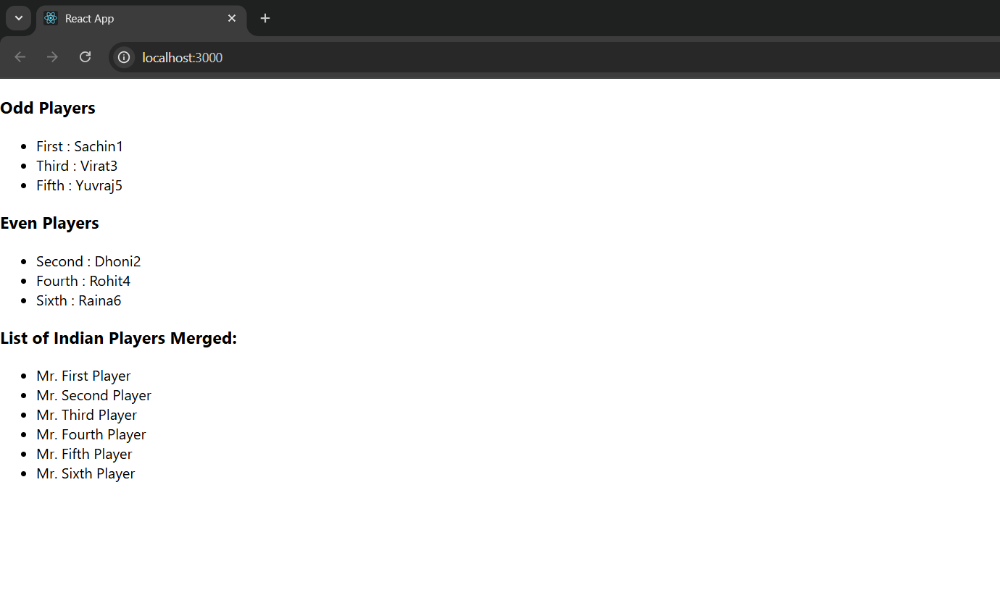 React App
localhost:3000
Odd Players
First : Sachin1
Third : Virat3
Fifth : Yuvraj5
Even Players
Second : Dhoni2
Fourth : Rohit4
Sixth : Raina6
List of Indian Players Merged:
Mr. First Player
Mr. Second Player
Mr. Third Player
Mr. Fourth Player
Mr. Fifth Player
Mr. Sixth Player